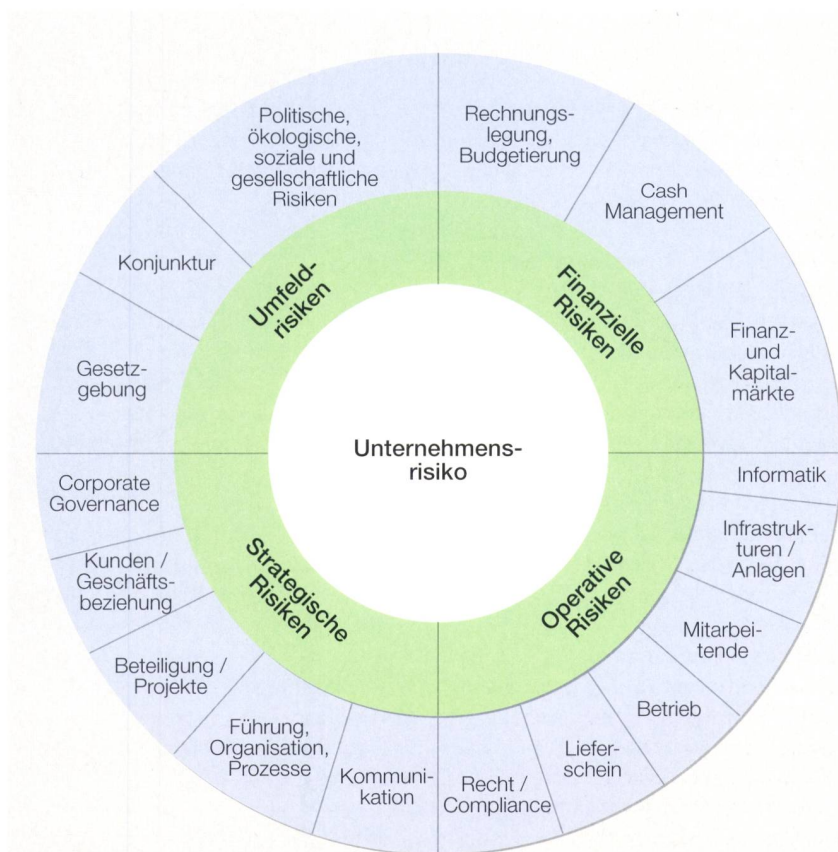 Politische,
ökologische,
soziale und
gesellschaftliche
Risiken
Rechnungs-
legung,
Budgetierung
Cash
Management
Konjunktur
Umfeld-
risiken
Finanzielle
Risiken
Finanz-
und
Kapital-
märkte
Gesetz-
gebung
Unternehmens-
risiko
Corporate
Governance
Informatik
Kunden /
Geschäfts-
beziehung
Strategische
Risiken
Operative
Risiken
Infrastruk-
turen /
Anlagen
Mitarbei-
tende
Beteiligung /
Projekte
Betrieb
Führung,
Organisation,
Prozesse
Liefer-
schein
Kommuni-
kation
Recht /
Compliance